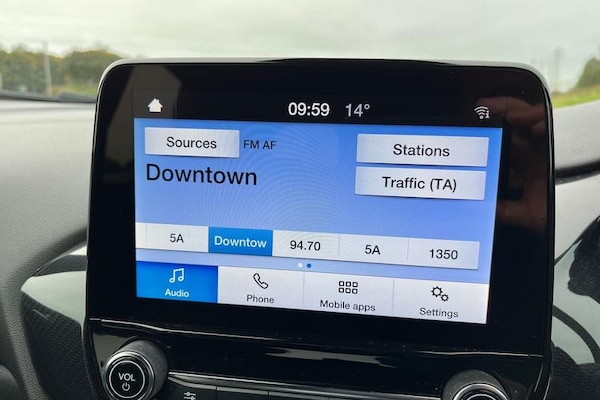 09:59 14°
Sources FM AF Stations
Downtown Traffic (TA)
5A Downtow 94.70 5A 1350
Audio Phone Mobile apps Settings
VOL